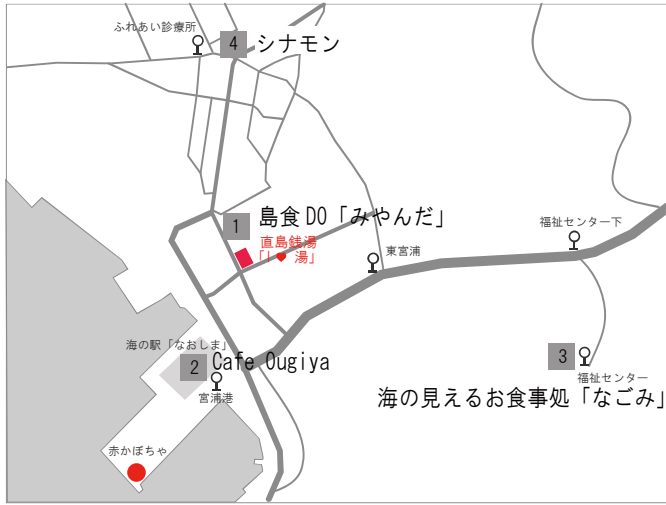 ふれあい診療所
4 シナモン
1 島食DO「みやんだ」
直島銭湯
「I ♥ 湯」
福祉センター下
東宮浦
海の駅「なおしま」
2 Cafe Ougiya
宮浦港
3
福祉センター
海の見えるお食事処「なごみ」
赤かぼちゃ